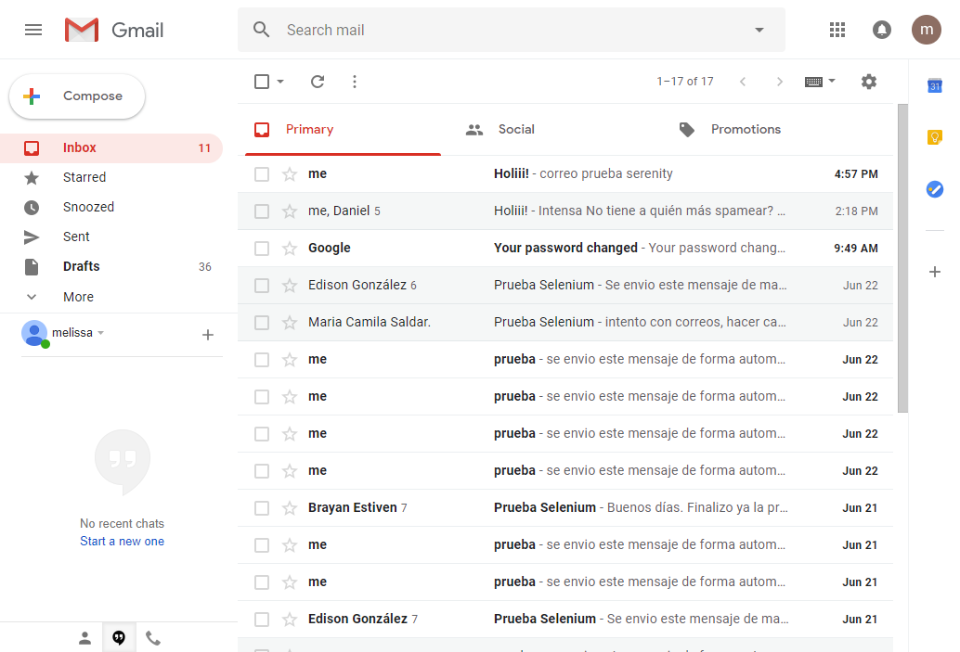 Gmail
Search mail
m
Compose
1–17 of 17
31
Primary
Social
Promotions
Inbox 11
Starred
Snoozed
Sent
Drafts 36
More
melissa
No recent chats
Start a new one
me Holiii! - correo prueba serenity 4:57 PM
me, Daniel 5 Holiii! - Intensa No tiene a quién más spamear? ... 2:18 PM
Google Your password changed - Your password chang... 9:49 AM
Edison González 6 Prueba Selenium - Se envio este mensaje de ma... Jun 22
Maria Camila Saldar. Prueba Selenium - intento con correos, hacer ca... Jun 22
me prueba - se envio este mensaje de forma autom... Jun 22
me prueba - se envio este mensaje de forma autom... Jun 22
me prueba - se envio este mensaje de forma autom... Jun 22
me prueba - se envio este mensaje de forma autom... Jun 22
Brayan Estiven 7 Prueba Selenium - Buenos días. Finalizo ya la pr... Jun 21
me prueba - se envio este mensaje de forma autom... Jun 21
me prueba - se envio este mensaje de forma autom... Jun 21
Edison González 7 Prueba Selenium - Se envio este mensaje de ma... Jun 21